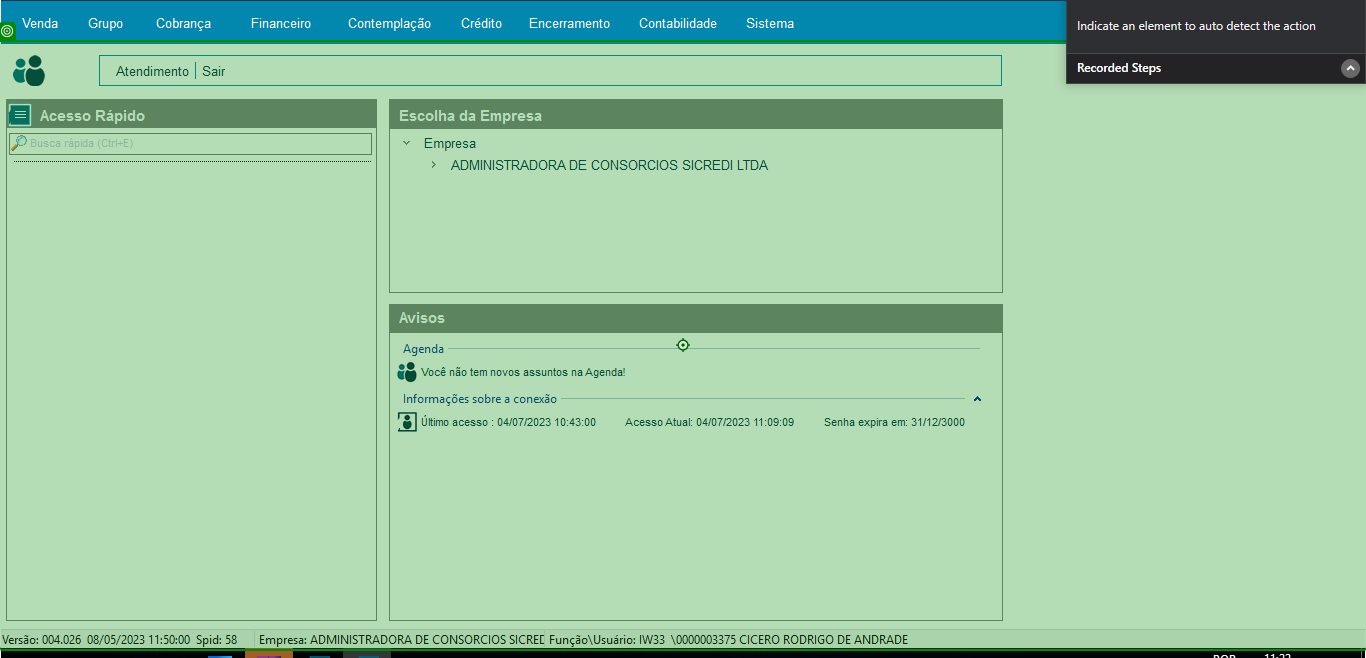 Venda Grupo Cobrança Financeiro Contemplação Crédito Encerramento Contabilidade Sistema
Indicate an element to auto detect the action
Recorded Steps
Atendimento Sair
Acesso Rápido
Busca rápida (Ctrl+E)
Escolha da Empresa
Empresa
ADMINISTRADORA DE CONSORCIOS SICREDI LTDA
Avisos
Agenda
Você não tem novos assuntos na Agenda!
Informações sobre a conexão
Último acesso : 04/07/2023 10:43:00 Acesso Atual: 04/07/2023 11:09:09 Senha expira em: 31/12/3000
Versão: 004.026 08/05/2023 11:50:00 Spid: 58 Empresa: ADMINISTRADORA DE CONSORCIOS SICREI Função\Usuário: IW33 \0000003375 CICERO RODRIGO DE ANDRADE